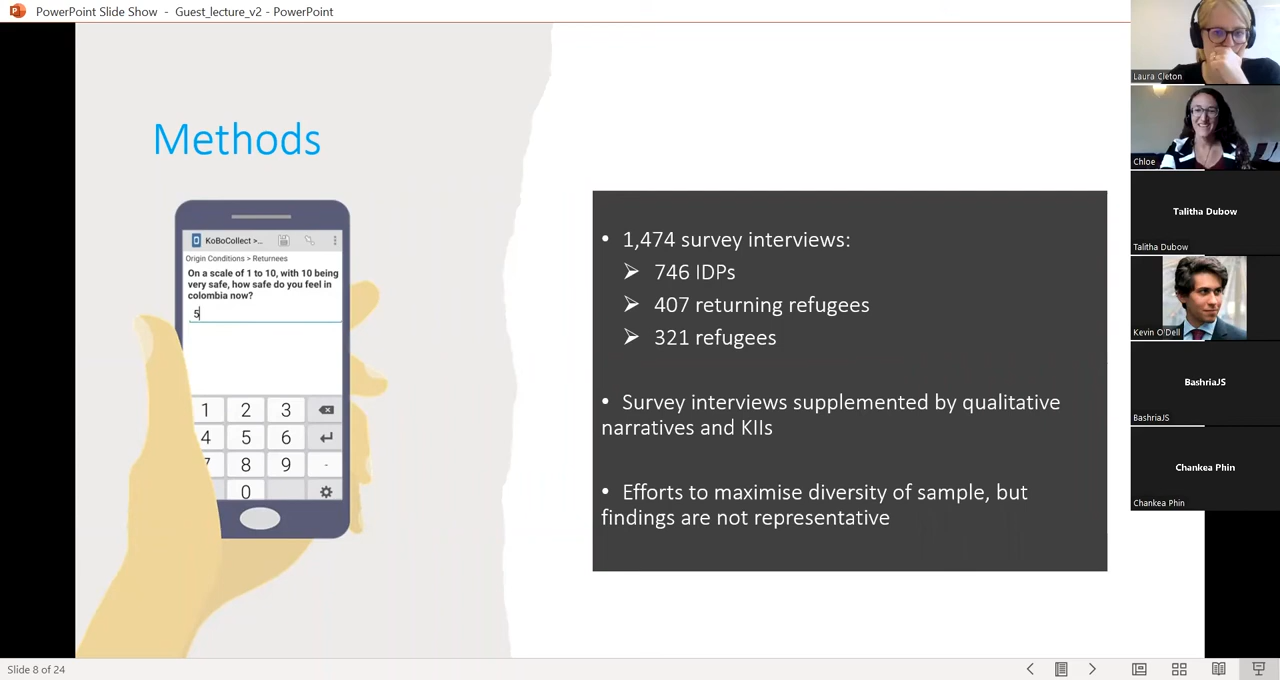 PowerPoint Slide Show - Guest_lecture_v2 - PowerPoint
Methods
KoBoCollect >...
Origin Conditions > Returnees
On a scale of 1 to 10, with 10 being
very safe, how safe do you feel in
colombia now?
5
1 2 3
4 5 6
7 8 9 -
0
• 1,474 survey interviews:
➢ 746 IDPs
➢ 407 returning refugees
➢ 321 refugees
• Survey interviews supplemented by qualitative
narratives and KIIs
• Efforts to maximise diversity of sample, but
findings are not representative
Laura Cleton
Chloe
Talitha Dubow
Talitha Dubow
Kevin O'Dell
BashriaJS
BashriaJS
Chankea Phin
Chankea Phin
Slide 8 of 24